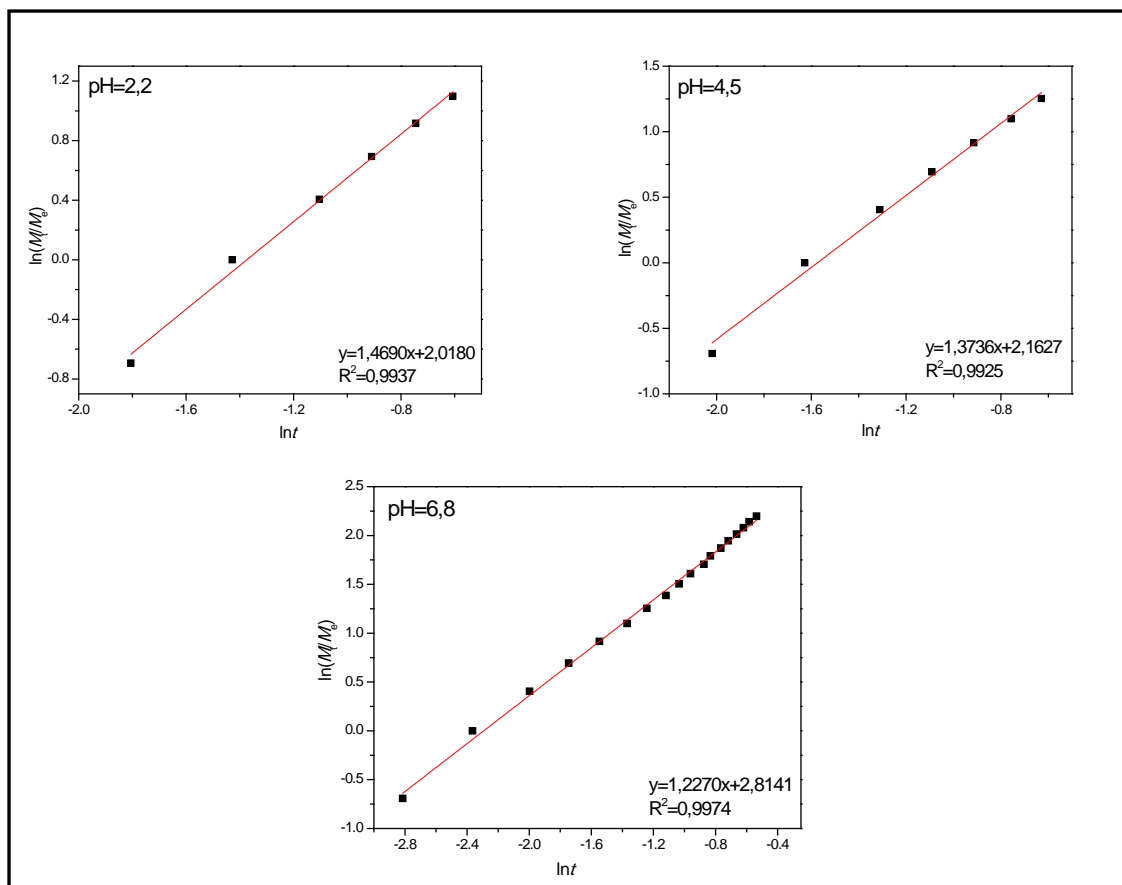 pH=2,2
1.2
0.8
0.4
0.0
-0.4
-0.8
ln(Mt/Me)
y=1,4690x+2,0180
R²=0,9937
-2.0 -1.6 -1.2 -0.8
lnt
pH=4,5
1.5
1.0
0.5
0.0
-0.5
-1.0
ln(Mt/Me)
y=1,3736x+2,1627
R²=0,9925
-2.0 -1.6 -1.2 -0.8
lnt
pH=6,8
2.5
2.0
1.5
1.0
0.5
0.0
-0.5
-1.0
ln(Mt/Me)
y=1,2270x+2,8141
R²=0,9974
-2.8 -2.4 -2.0 -1.6 -1.2 -0.8 -0.4
lnt